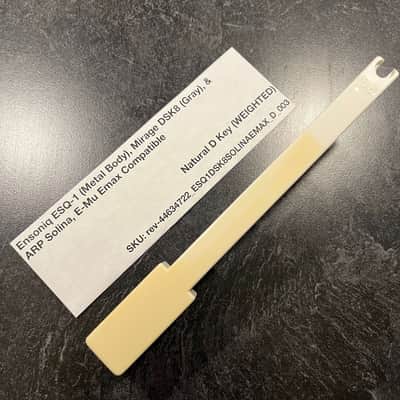 Ensoniq ESQ-1 (Metal Body), Mirage DSK8 (Gray), &
ARP Solina, E-Mu Emax Compatible
Natural D Key (WEIGHTED)
SKU: rev-44634722_ESQ1DSK8SOLINAEMAX_D_003